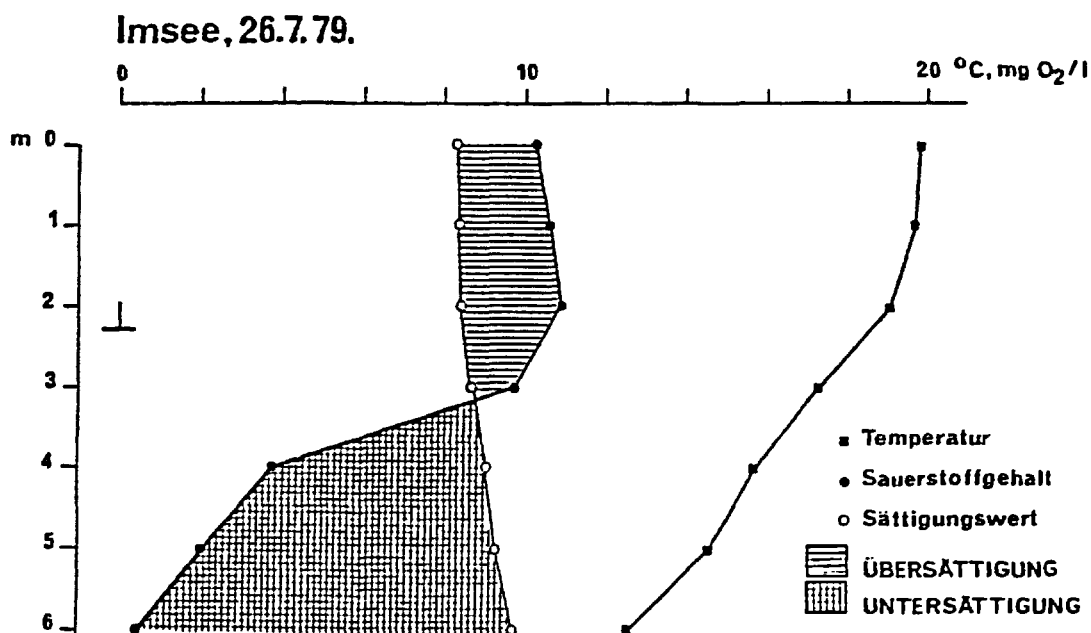 Imsee, 26.7.79.
0 10 20 °C, mg O2/l
m 0
1
2
3
4
5
6
Temperatur
Sauerstoffgehalt
Sättigungswert
ÜBERSÄTTIGUNG
UNTERSÄTTIGUNG